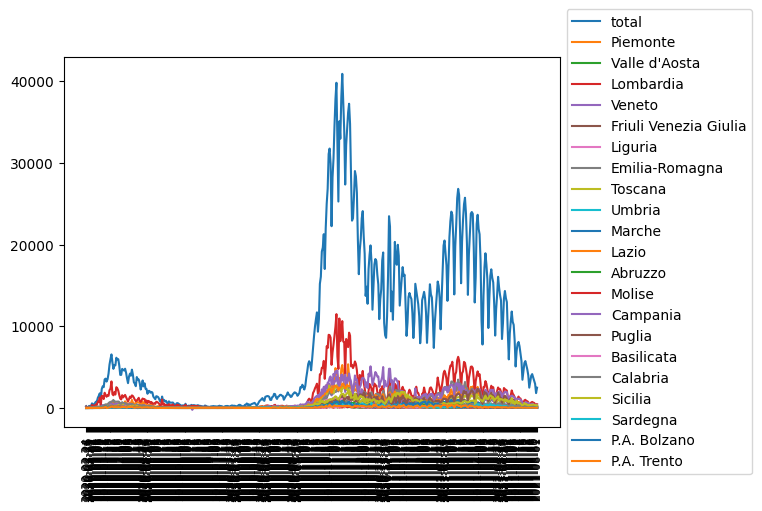 total
Piemonte
Valle d'Aosta
Lombardia
Veneto
Friuli Venezia Giulia
Liguria
Emilia-Romagna
Toscana
Umbria
Marche
Lazio
Abruzzo
Molise
Campania
Puglia
Basilicata
Calabria
Sicilia
Sardegna
P.A. Bolzano
P.A. Trento
40000
30000
20000
10000
0